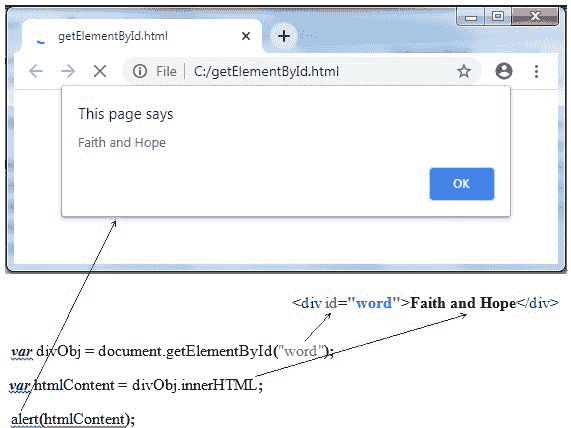 getElementById.html
File | C:/getElementById.html
This page says
Faith and Hope
OK
<div id="word">Faith and Hope</div>
var divObj = document.getElementById("word");
var htmlContent = divObj.innerHTML;
alert(htmlContent);